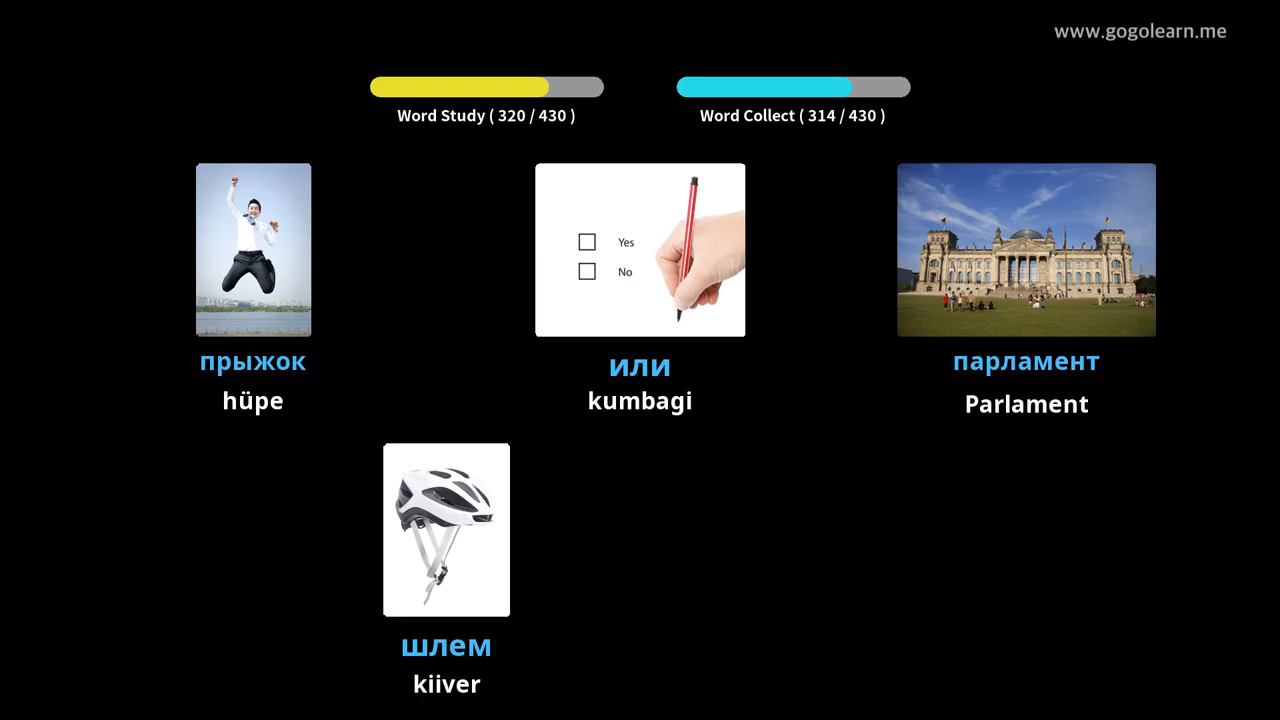 www.gogolearn.me
Word Study ( 320 / 430 )
Word Collect ( 314 / 430 )
Yes
No
прыжок
hüpe
или
kumbagi
парламент
Parlament
шлем
kiiver